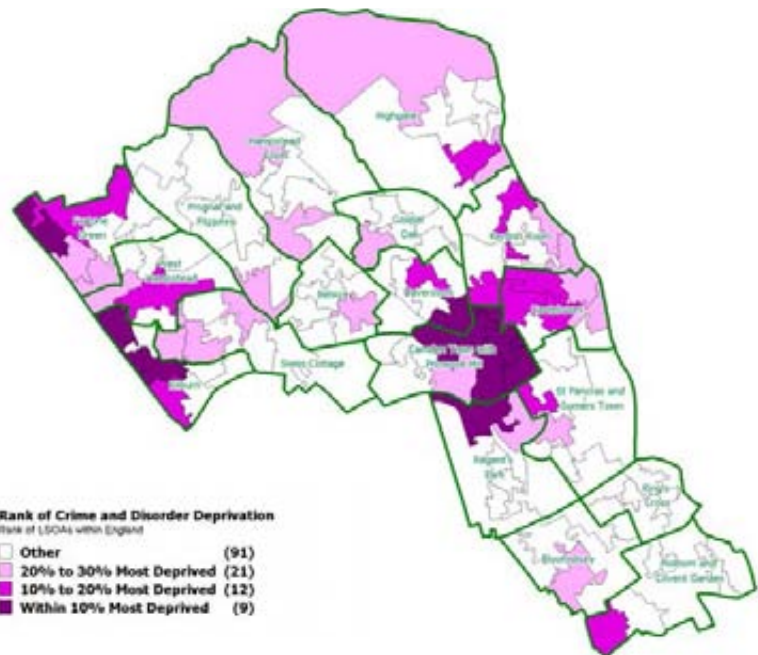 Highgate
Hampstead Town
Frognal and Fitzjohns
Fortune Green
Gospel Oak
Kentish Town
West Hampstead
Belsize
Haverstock
Cantelowes
Camden Town with Primrose Hill
Swiss Cottage
Kilburn
St Pancras and Somers Town
Regent's Park
King's Cross
Bloomsbury
Holborn and Covent Garden
Rank of Crime and Disorder Deprivation
Rank of LSOAs within England
Other (91)
20% to 30% Most Deprived (21)
10% to 20% Most Deprived (12)
Within 10% Most Deprived (9)